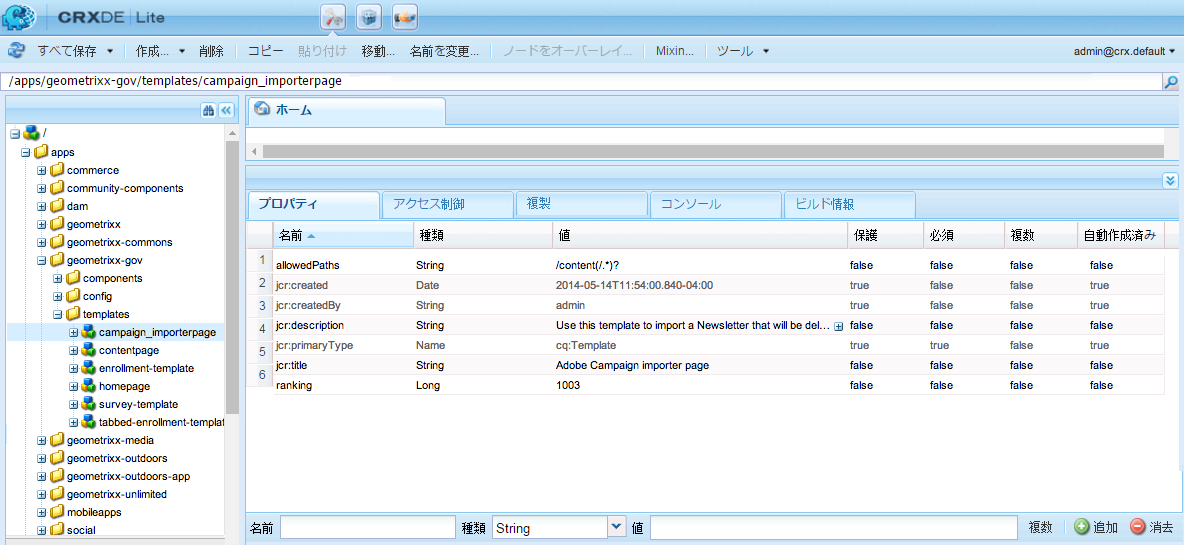 CRXDE | Lite
すべて保存 作成... 削除 コピー 貼り付け 移動... 名前を変更... ノードをオーバーレイ... Mixin... ツール admin@crx.default
/apps/geometrixx-gov/templates/campaign_importerpage
/
apps
commerce
community-components
dam
geometrixx
geometrixx-commons
geometrixx-gov
components
config
templates
campaign_importerpage
contentpage
enrollment-template
homepage
survey-template
tabbed-enrollment-templat
geometrixx-media
geometrixx-outdoors
geometrixx-outdoors-app
geometrixx-unlimited
mobileapps
social
ホーム
プロパティ アクセス制御 複製 コンソール ビルド情報
名前 種類 値 保護 必須 複数 自動作成済み
1 allowedPaths String /content(/.*)? false false false false
2 jcr:created Date 2014-05-14T11:54:00.840-04:00 true false false true
3 jcr:createdBy String admin true false false true
4 jcr:description String Use this template to import a Newsletter that will be del... false false false false
5 jcr:primaryType Name cq:Template true true false true
6 jcr:title String Adobe Campaign importer page false false false false
ranking Long 1003 false false false false
名前 種類 String 値 複数 追加 消去